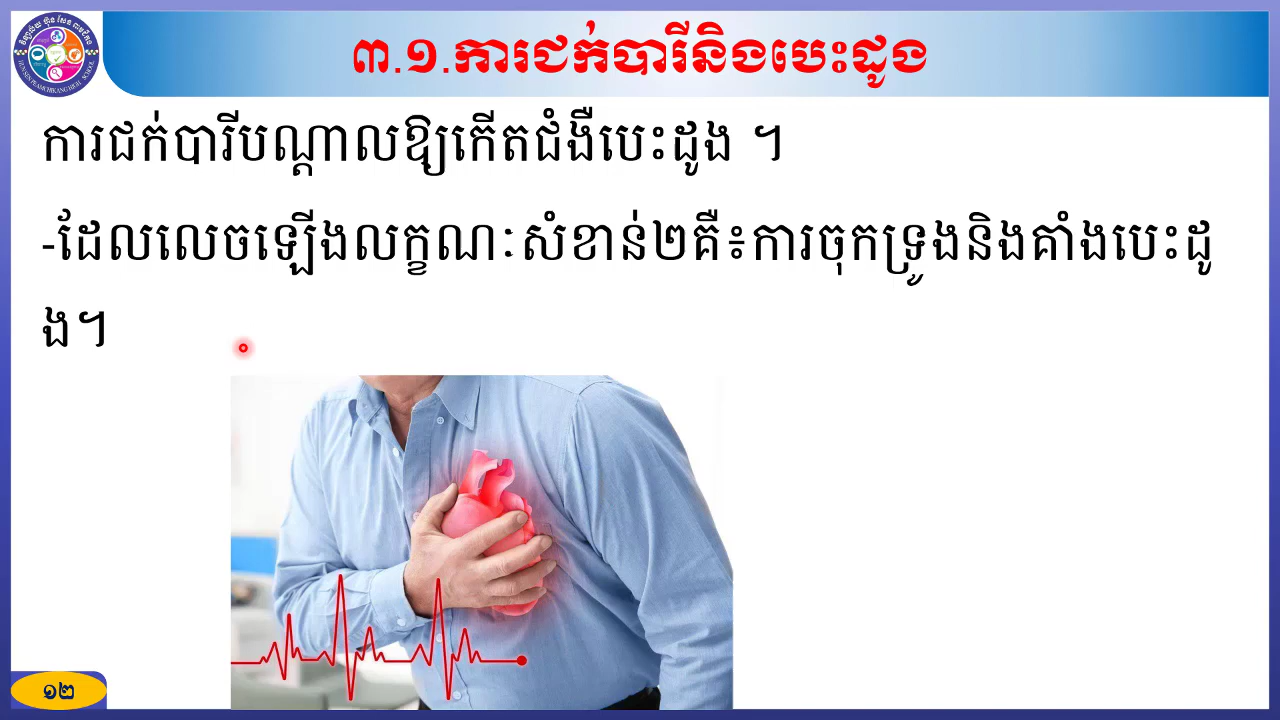 ៣.១.ការជក់បារីនិងបេះដូង
ការជក់បារីបណ្តាលឱ្យកើតជំងឺបេះដូង ។
-ដែលលេចឡើងលក្ខណៈសំខាន់២គឺ៖ការចុកទ្រូងនិងគាំងបេះដូ
ង។
១២